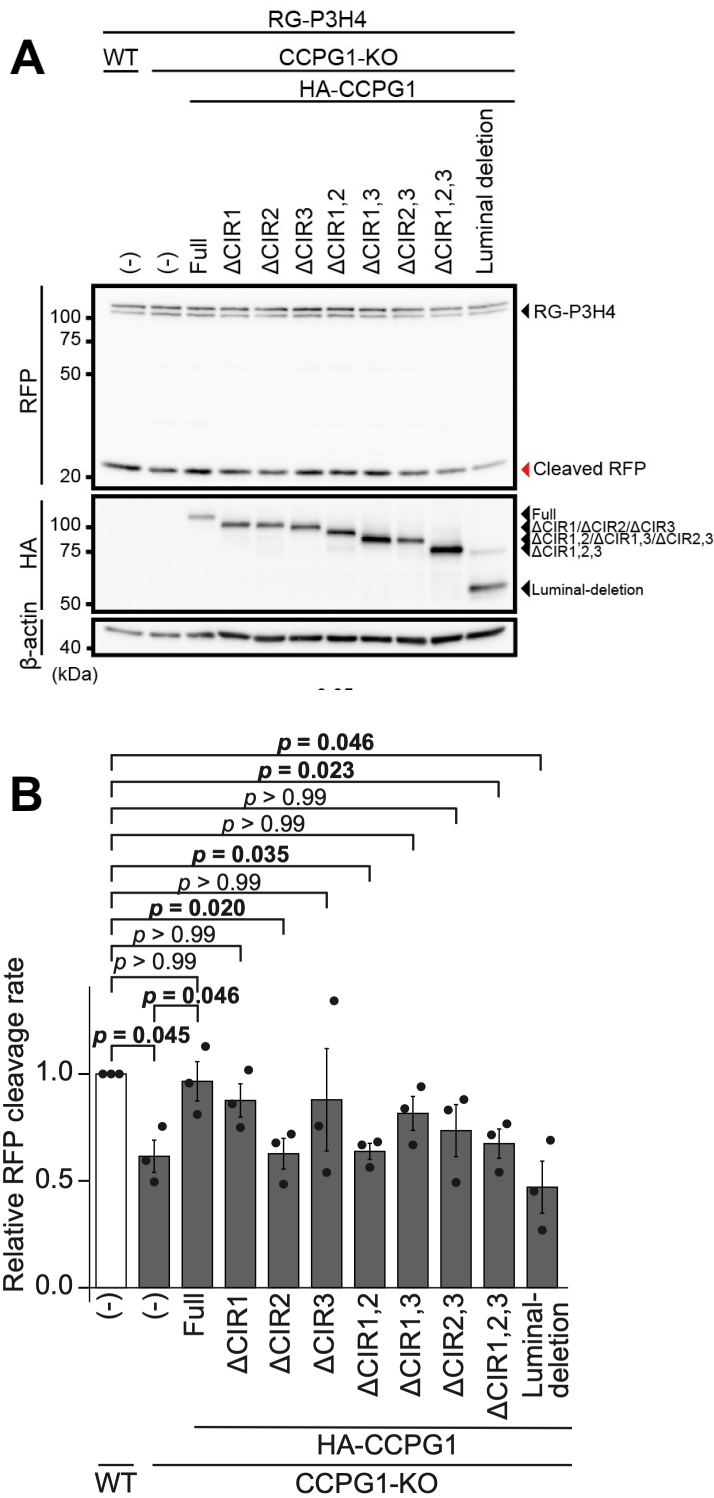 RG-P3H4
A
WT CCPG1-KO
HA-CCPG1
(-) (-) Full ΔCIR1 ΔCIR2 ΔCIR3 ΔCIR1,2 ΔCIR1,3 ΔCIR2,3 ΔCIR1,2,3 Luminal deletion
RFP
100 RG-P3H4
75
50
20 Cleaved RFP
HA
Full
100 ΔCIR1/ΔCIR2/ΔCIR3
ΔCIR1,2/ΔCIR1,3/ΔCIR2,3
75 ΔCIR1,2,3
Luminal-deletion
50
β-actin
40
(kDa)
B
p = 0.046
p = 0.023
p > 0.99
p > 0.99
p = 0.035
p > 0.99
p = 0.020
p > 0.99
p > 0.99
p = 0.046
p = 0.045
Relative RFP cleavage rate
1.0
0.5
0.0
(-) (-) Full ΔCIR1 ΔCIR2 ΔCIR3 ΔCIR1,2 ΔCIR1,3 ΔCIR2,3 ΔCIR1,2,3 Luminal-
deletion
HA-CCPG1
WT CCPG1-KO